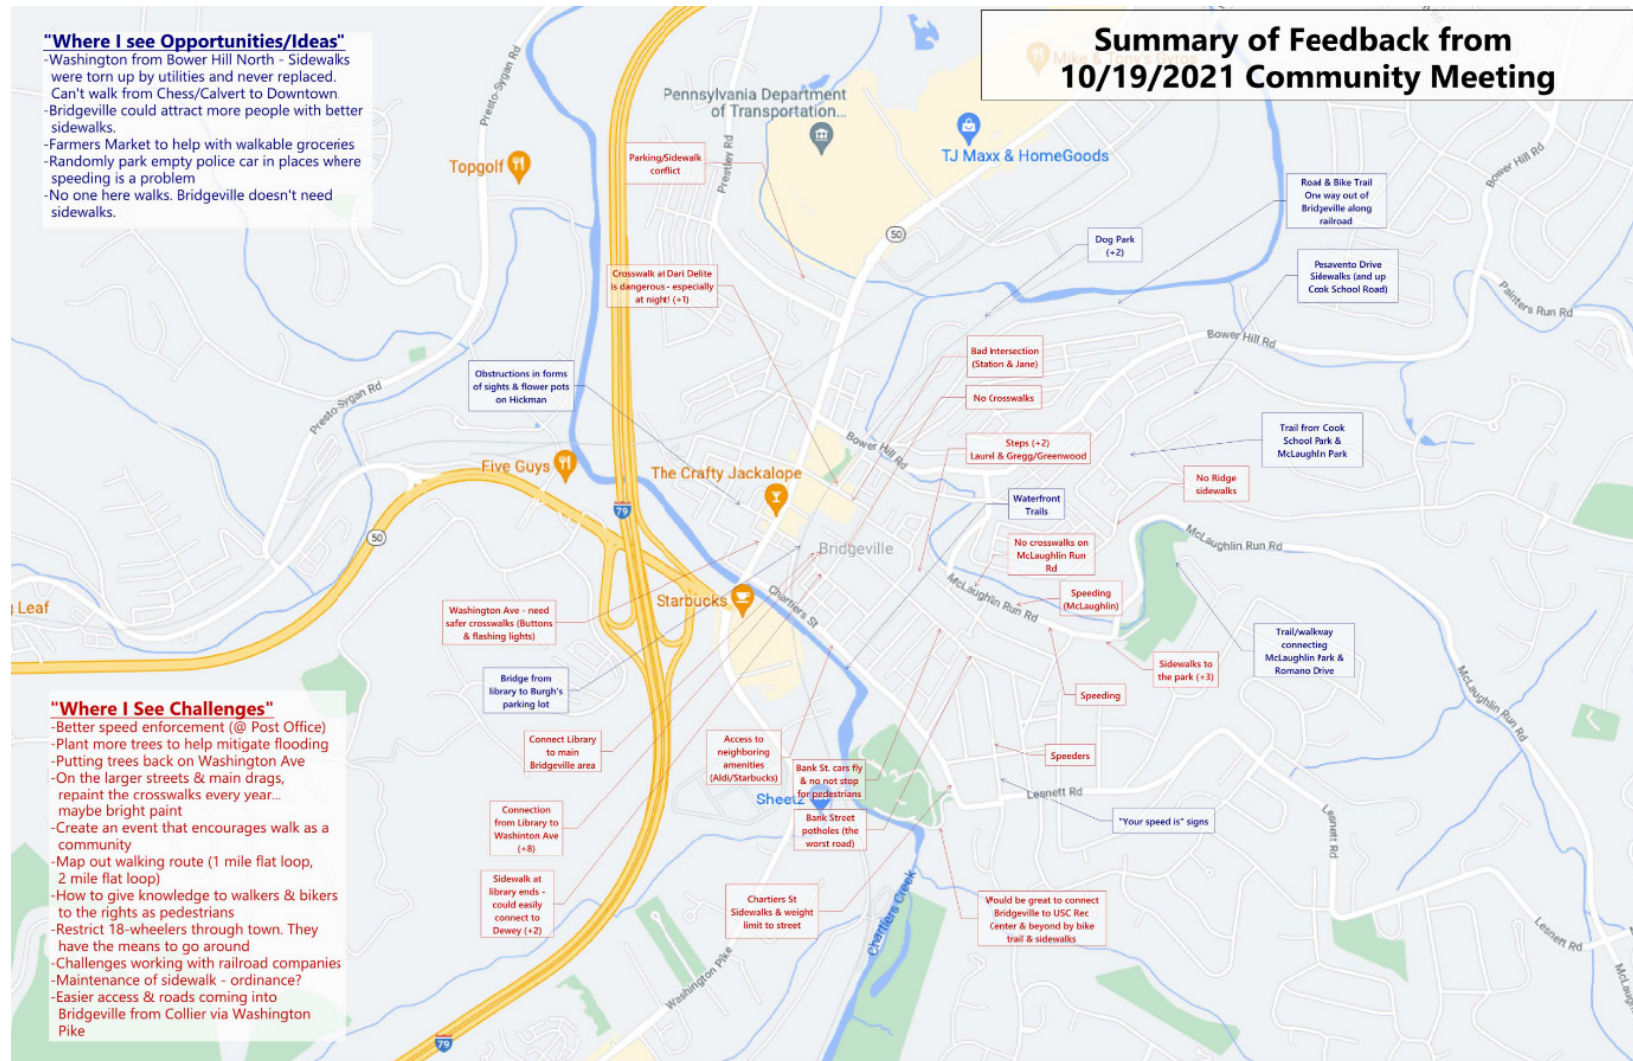 "Where I see Opportunities/Ideas"
-Washington from Bower Hill North - Sidewalks
were torn up by utilities and never replaced.
Can't walk from Chess/Calvert to Downtown
-Bridgeville could attract more people with better
sidewalks.
-Farmers Market to help with walkable groceries
-Randomly park empty police car in places where
speeding is a problem
-No one here walks. Bridgeville doesn't need
sidewalks.
Summary of Feedback from
10/19/2021 Community Meeting
Mike & Tony's Gyros
Presto-Sygan Rd
Pennsylvania Department
of Transportation...
TJ Maxx & HomeGoods
Topgolf
Prestley Rd
Bower Hill Rd
Parking/Sidewalk
conflict
Road & Bike Trail
One way out of
Bridgeville along
railroad
50
Dog Park
(+2)
Crosswalk at Dari Delite
is dangerous - especially
at night! (+1)
Pesavento Drive
Sidewalks (and up
Cook School Road)
Painters Run Rd
Bower Hill Rd
Bad Intersection
(Station & Jane)
Obstructions in forms
of sights & flower pots
on Hickman
Presto-Sygan Rd
No Crosswalks
Bower Hill Rd
Steps (+2)
Laurel & Gregg/Greenwood
Trail from Cook
School Park &
McLaughlin Park
Five Guys
The Crafty Jackalope
No Ridge
sidewalks
Waterfront
Trails
79
50
Bridgeville
No crosswalks on
McLaughlin Run
Rd
McLaughlin Run Rd
McLaughlin Run Rd
Leaf
Starbucks
Chartiers St
Speeding
(McLaughlin)
Washington Ave - need
safer crosswalks (Buttons
& flashing lights)
Trail/walkway
connecting
McLaughlin Park &
Romano Drive
Sidewalks to
the park (+3)
Bridge from
library to Burgh's
parking lot
Speeding
McLaughlin Run Rd
"Where I See Challenges"
-Better speed enforcement (@ Post Office)
-Plant more trees to help mitigate flooding
-Putting trees back on Washington Ave
-On the larger streets & main drags,
repaint the crosswalks every year...
maybe bright paint
-Create an event that encourages walk as a
community
-Map out walking route (1 mile flat loop,
2 mile flat loop)
-How to give knowledge to walkers & bikers
to the rights as pedestrians
-Restrict 18-wheelers through town. They
have the means to go around
-Challenges working with railroad companies
-Maintenance of sidewalk - ordinance?
-Easier access & roads coming into
Bridgeville from Collier via Washington
Pike
Connect Library
to main
Bridgeville area
Access to
neighboring
amenities
(Aldi/Starbucks)
Speeders
Bank St. cars fly
& no not stop
for pedestrians
Lesnett Rd
Sheetz
Connection
from Library to
Washinton Ave
(+8)
Bank Street
potholes (the
worst road)
"Your speed is" signs
Lesnett Rd
Sidewalk at
library ends -
could easily
connect to
Dewey (+2)
Chartiers St
Sidewalks & weight
limit to street
Chartiers Creek
Would be great to connect
Bridgeville to USC Rec
Center & beyond by bike
trail & sidewalks
Lesnett Rd
Washington Pike
79